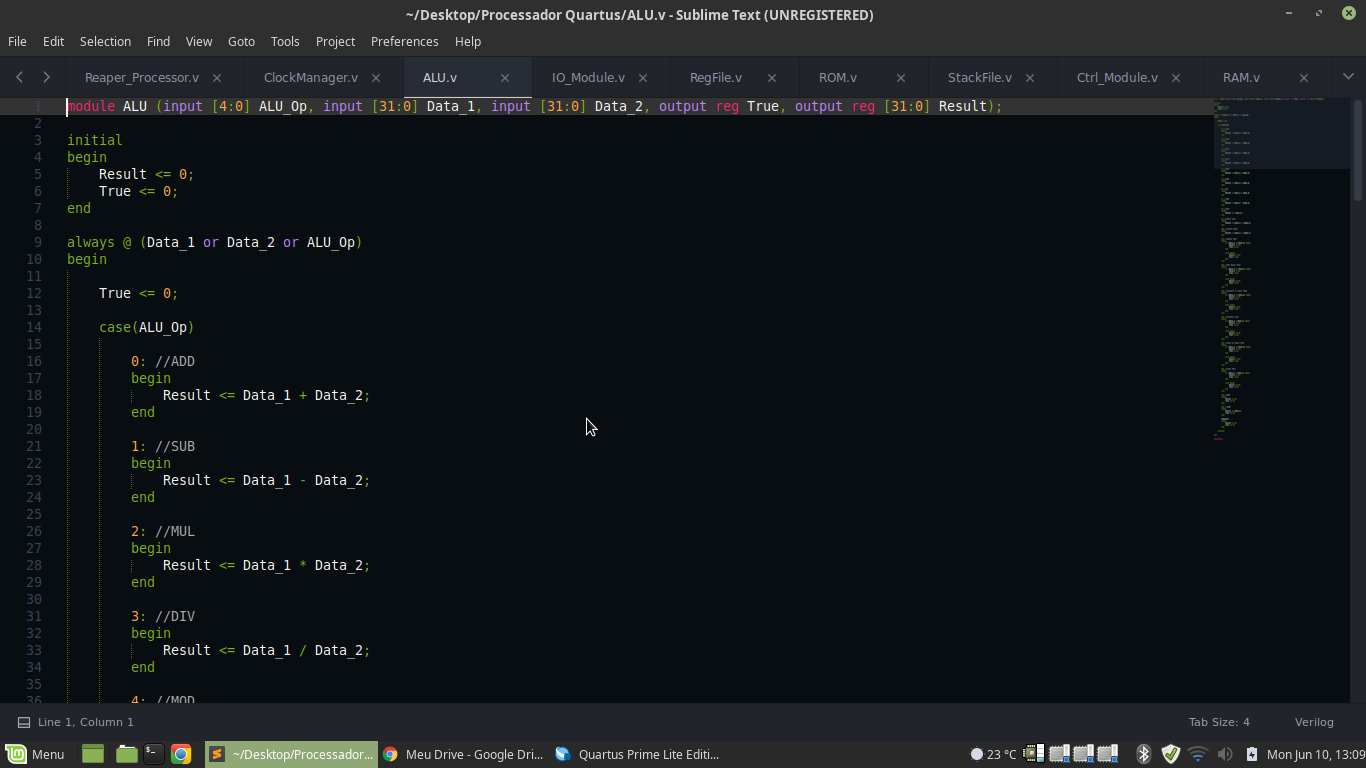 ~/Desktop/Processador Quartus/ALU.v - Sublime Text (UNREGISTERED)
File Edit Selection Find View Goto Tools Project Preferences Help
Reaper_Processor.v ClockManager.v ALU.v IO_Module.v RegFile.v ROM.v StackFile.v Ctrl_Module.v RAM.v
1 module ALU (input [4:0] ALU_Op, input [31:0] Data_1, input [31:0] Data_2, output reg True, output reg [31:0] Result);
2
3 initial
4 begin
5 Result <= 0;
6 True <= 0;
7 end
8
9 always @ (Data_1 or Data_2 or ALU_Op)
10 begin
11
12 True <= 0;
13
14 case(ALU_Op)
15
16 0: //ADD
17 begin
18 Result <= Data_1 + Data_2;
19 end
20
21 1: //SUB
22 begin
23 Result <= Data_1 - Data_2;
24 end
25
26 2: //MUL
27 begin
28 Result <= Data_1 * Data_2;
29 end
30
31 3: //DIV
32 begin
33 Result <= Data_1 / Data_2;
34 end
35
36 4: //MOD
Line 1, Column 1 Tab Size: 4 Verilog
Menu ~/Desktop/Processador... Meu Drive - Google Dri... Quartus Prime Lite Editi... 23 °C Mon Jun 10, 13:09